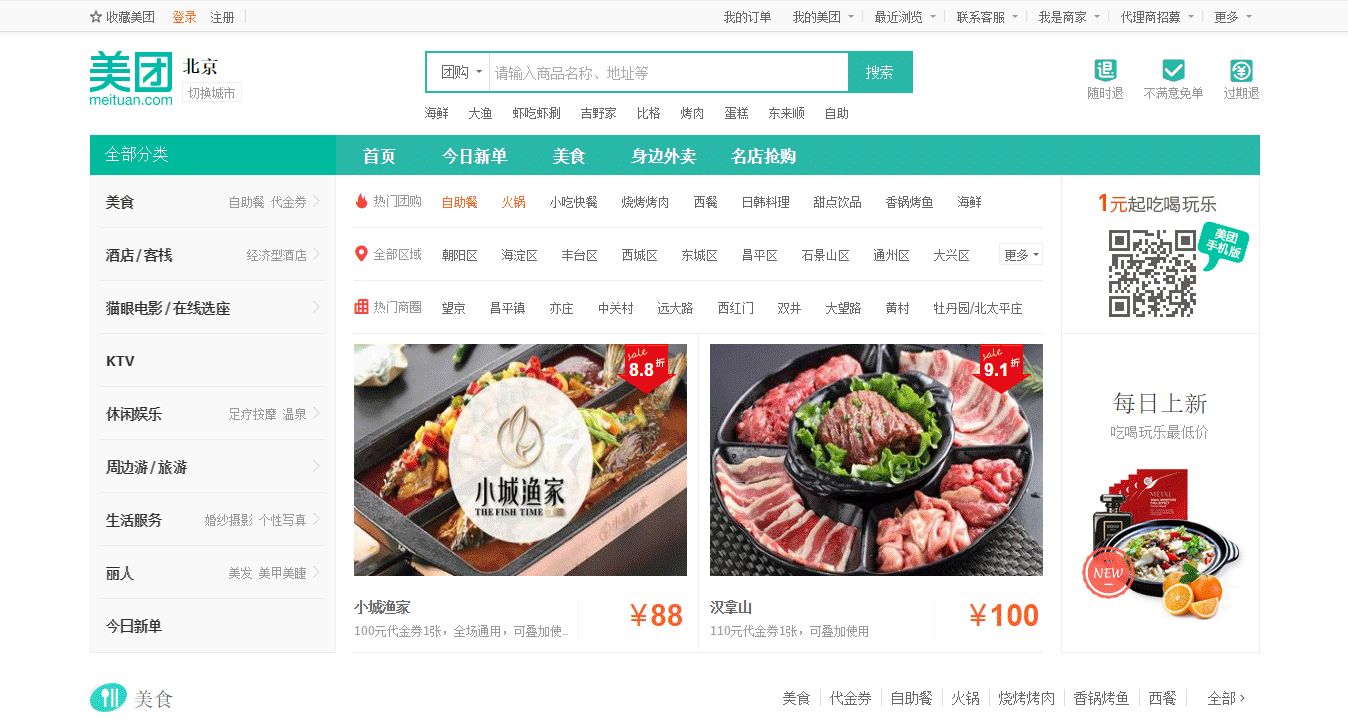 收藏美团 登录 注册 我的订单 我的美团 最近浏览 联系客服 我是商家 代理商招募 更多
美团
meituan.com
北京
切换城市
团购 请输入商品名称、地址等 搜索
海鲜 大渔 虾吃虾涮 吉野家 比格 烤肉 蛋糕 东来顺 自助
退
随时退 不满意免单 过期退
全部分类 首页 今日新单 美食 身边外卖 名店抢购
美食 自助餐 代金券
酒店/客栈 经济型酒店
猫眼电影/在线选座
KTV
休闲娱乐 足疗按摩 温泉
周边游/旅游
生活服务 婚纱摄影 个性写真
丽人 美发 美甲美睫
今日新单
热门团购 自助餐 火锅 小吃快餐 烧烤烤肉 西餐 日韩料理 甜点饮品 香锅烤鱼 海鲜
全部区域 朝阳区 海淀区 丰台区 西城区 东城区 昌平区 石景山区 通州区 大兴区 更多
热门商圈 望京 昌平镇 亦庄 中关村 远大路 西红门 双井 大望路 黄村 牡丹园/北太平庄
sale
8.8折
小城渔家
THE FISH TIME
小城渔家
100元代金券1张，全场通用，可叠加使..
¥88
sale
9.1折
汉拿山
110元代金券1张，可叠加使用
¥100
1元起吃喝玩乐
美团
手机版
每日上新
吃喝玩乐最低价
MEIXI
NEW
美食 美食 代金券 自助餐 火锅 烧烤烤肉 香锅烤鱼 西餐 全部›